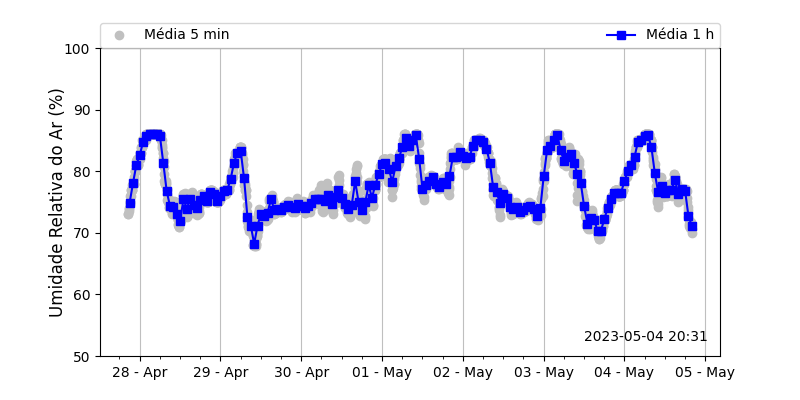 Média 5 min
Média 1 h
Umidade Relativa do Ar (%)
100
90
80
70
60
50
2023-05-04 20:31
28 - Apr
29 - Apr
30 - Apr
01 - May
02 - May
03 - May
04 - May
05 - May